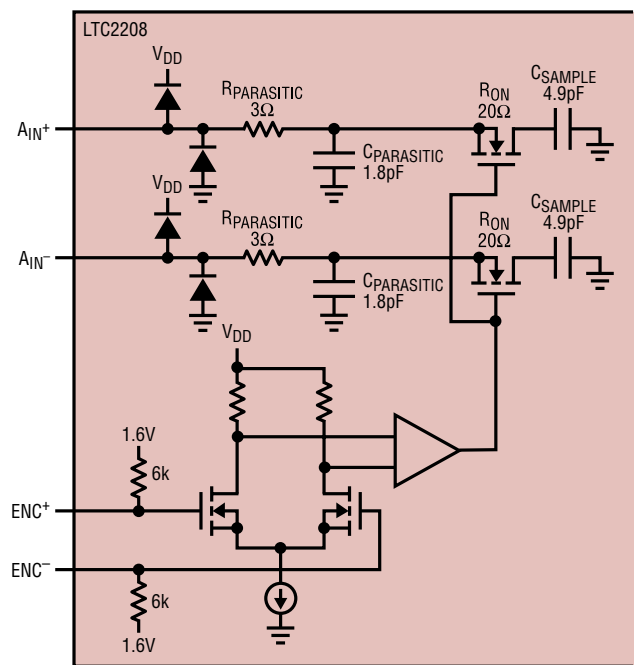 LTC2208
VDD
AIN+
RPARASITIC
3Ω
CPARASITIC
1.8pF
RON
20Ω
CSAMPLE
4.9pF
VDD
AIN−
RPARASITIC
3Ω
CPARASITIC
1.8pF
RON
20Ω
CSAMPLE
4.9pF
VDD
1.6V
6k
ENC+
ENC−
6k
1.6V